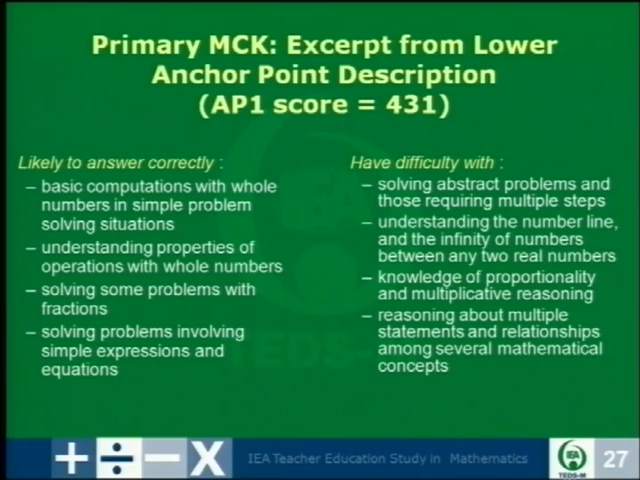 Primary MCK: Excerpt from Lower
Anchor Point Description
(AP1 score = 431)
Likely to answer correctly :
– basic computations with whole
numbers in simple problem
solving situations
– understanding properties of
operations with whole numbers
– solving some problems with
fractions
– solving problems involving
simple expressions and
equations
Have difficulty with :
– solving abstract problems and
those requiring multiple steps
– understanding the number line,
and the infinity of numbers
between any two real numbers
– knowledge of proportionality
and multiplicative reasoning
– reasoning about multiple
statements and relationships
among several mathematical
concepts
IEA
TEDS-M
+ ÷ – X
IEA Teacher Education Study in Mathematics
IEA
TEDS-M
27